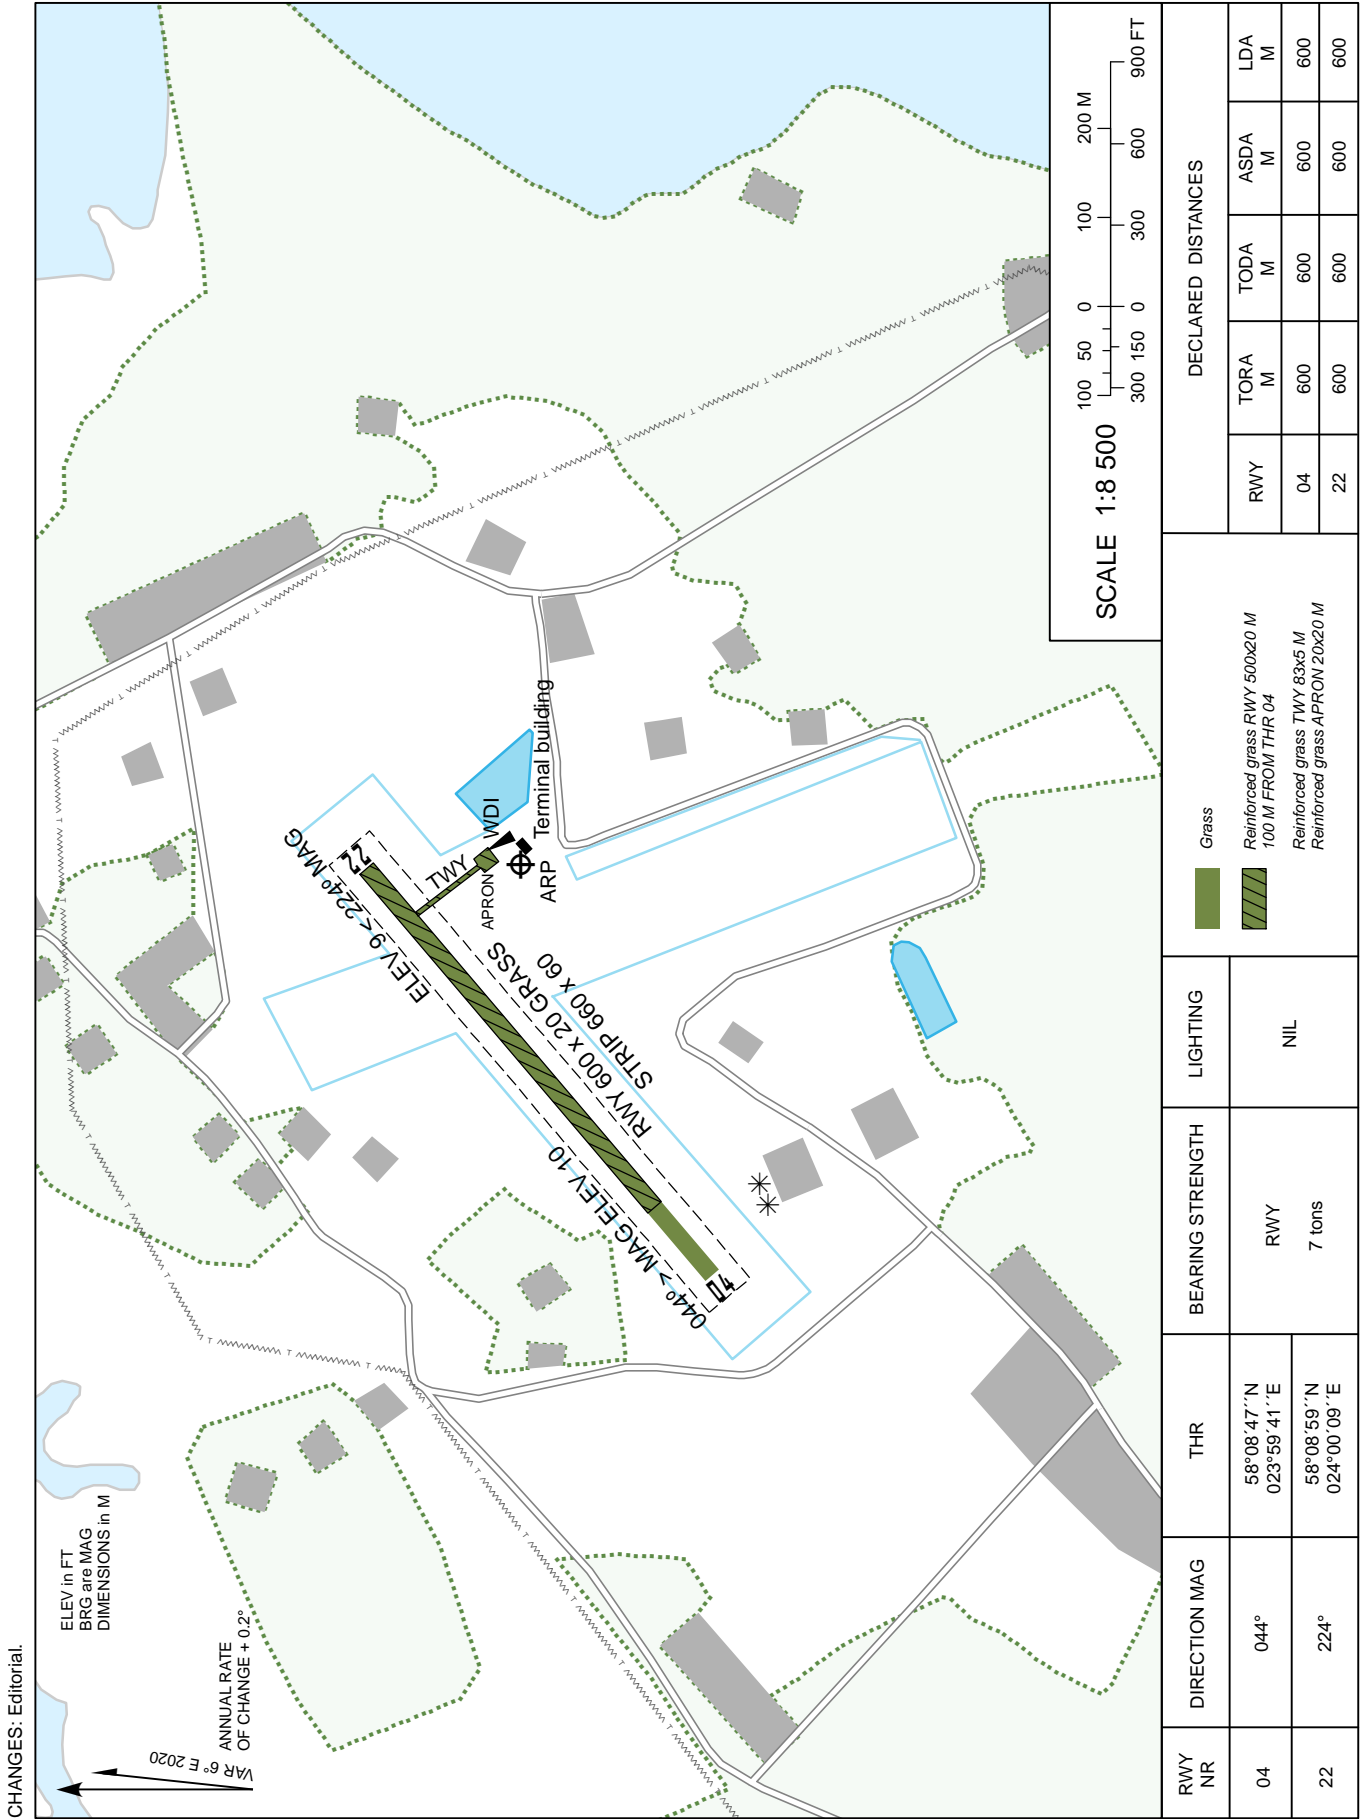 CHANGES: Editorial.
ELEV in FT
BRG are MAG
DIMENSIONS in M
VAR 6° E 2020
ANNUAL RATE
OF CHANGE + 0.2°
ELEV 9 < 224° MAG
22
TWY
APRON
WDI
ARP
Terminal building
RWY 600 x 20 GRASS
STRIP 660 x 60
044° > MAG ELEV 10
04
SCALE 1:8 500
100 50 0 100 200 M
300 150 0 300 600 900 FT
RWY
NR
DIRECTION MAG
THR
BEARING STRENGTH
LIGHTING
04
044°
58°08´47´´N
023°59´41´´E
RWY
7 tons
NIL
22
224°
58°08´59´´N
024°00´09´´E
Grass
Reinforced grass RWY 500x20 M
100 M FROM THR 04
Reinforced grass TWY 83x5 M
Reinforced grass APRON 20x20 M
DECLARED DISTANCES
RWY
TORA
M
TODA
M
ASDA
M
LDA
M
04 600 600 600 600
22 600 600 600 600